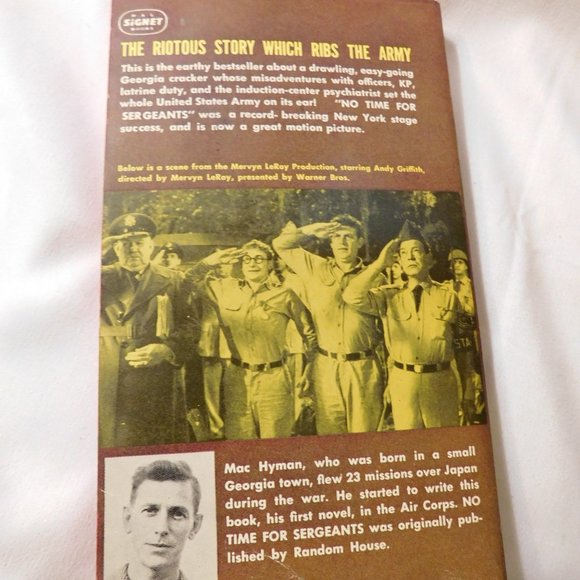 SIGNET
BOOKS
THE RIOTOUS STORY WHICH RIBS THE ARMY
This is the earthy bestseller about a drawling, easy-going
Georgia cracker whose misadventures with officers, KP,
latrine duty, and the induction-center psychiatrist set the
whole United States Army on its ear! "NO TIME FOR
SERGEANTS" was a record- breaking New York stage
success, and is now a great motion picture.
Below is a scene from the Mervyn LeRoy Production, starring Andy Griffith,
directed by Mervyn LeRoy, presented by Warner Bros.
Mac Hyman, who was born in a small
Georgia town, flew 23 missions over Japan
during the war. He started to write this
book, his first novel, in the Air Corps. NO
TIME FOR SERGEANTS was originally pub-
lished by Random House.